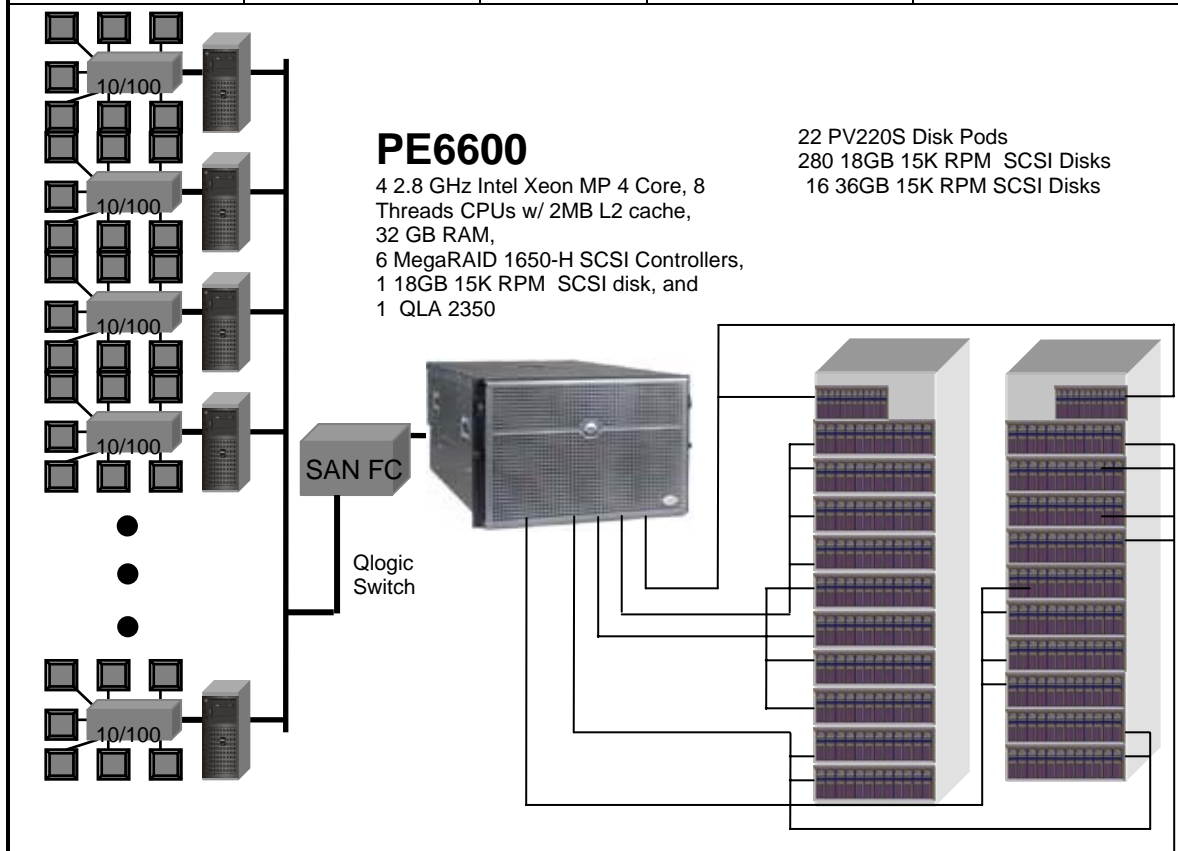 10/100
10/100
10/100
10/100
10/100
PE6600
4 2.8 GHz Intel Xeon MP 4 Core, 8
Threads CPUs w/ 2MB L2 cache,
32 GB RAM,
6 MegaRAID 1650-H SCSI Controllers,
1 18GB 15K RPM  SCSI disk, and
1  QLA 2350
22 PV220S Disk Pods
280 18GB 15K RPM  SCSI Disks
16 36GB 15K RPM SCSI Disks
SAN FC
Qlogic
Switch